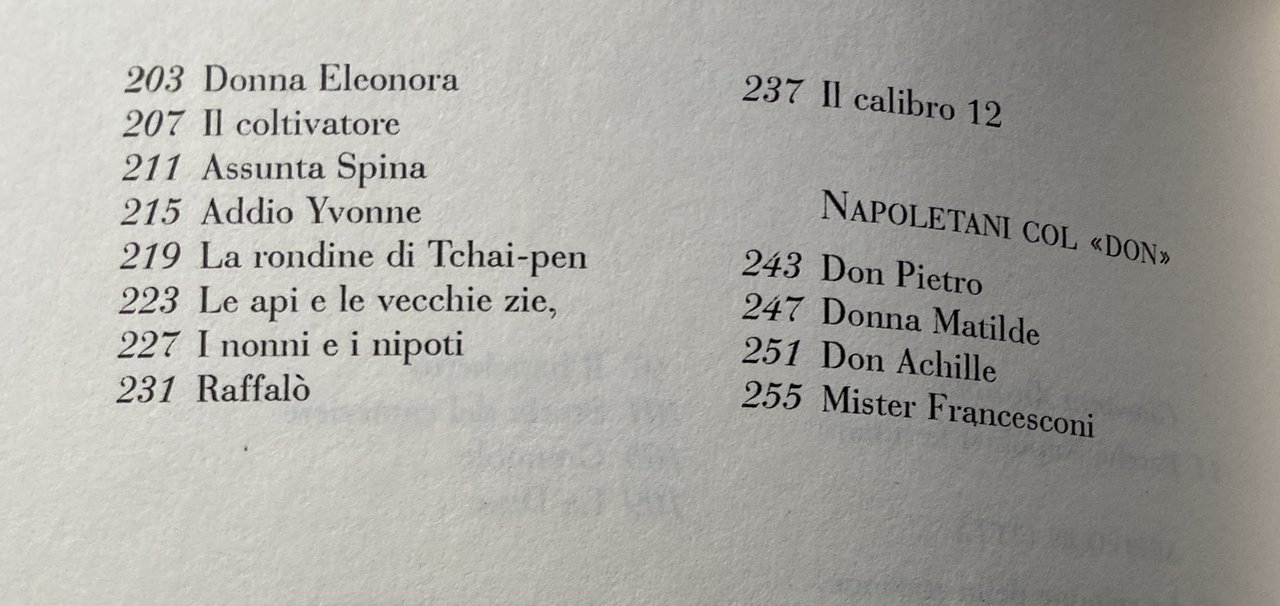 203 Donna Eleonora
207 Il coltivatore
211 Assunta Spina
215 Addio Yvonne
219 La rondine di Tchai-pen
223 Le api e le vecchie zie,
227 I nonni e i nipoti
231 Raffalò
237 Il calibro 12
NAPOLETANI COL «DON»
243 Don Pietro
247 Donna Matilde
251 Don Achille
255 Mister Francesconi